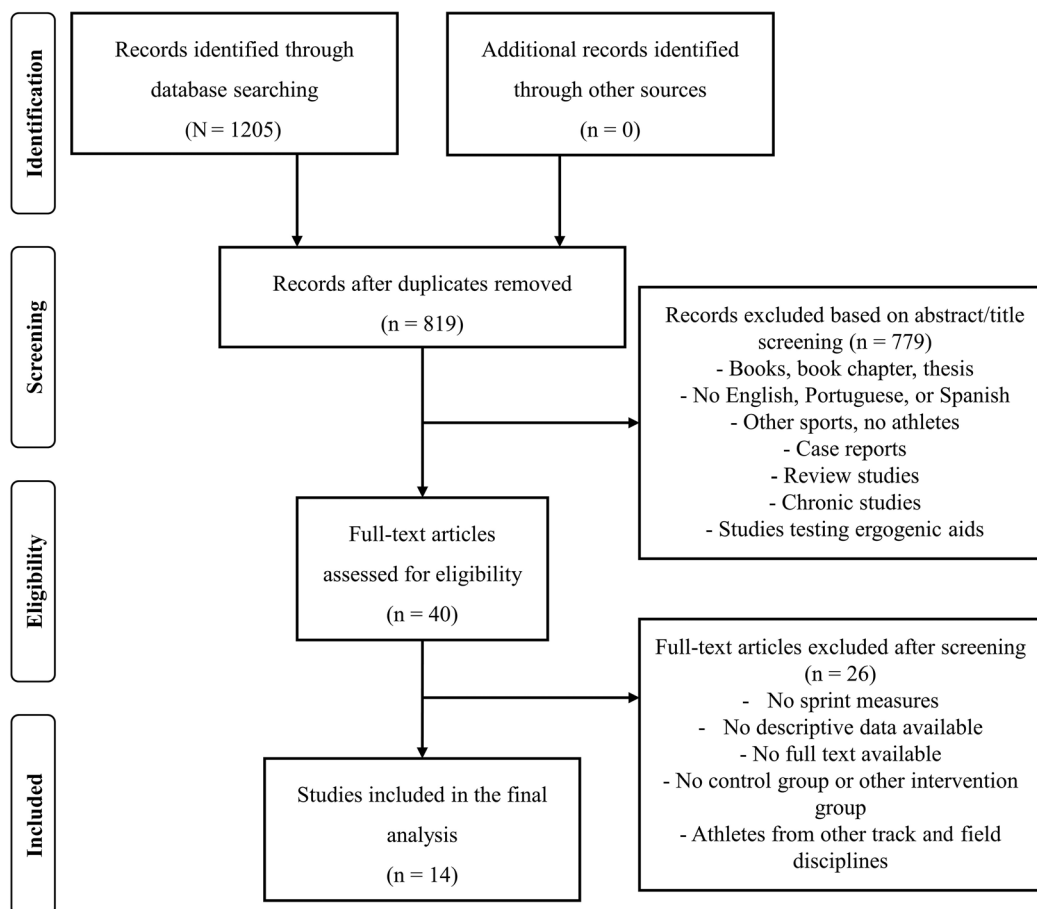 Identification
Records identified through
database searching
(N = 1205)
Additional records identified
through other sources
(n = 0)
Screening
Records after duplicates removed
(n = 819)
Records excluded based on abstract/title
screening (n = 779)
- Books, book chapter, thesis
- No English, Portuguese, or Spanish
- Other sports, no athletes
- Case reports
- Review studies
- Chronic studies
- Studies testing ergogenic aids
Eligibility
Full-text articles
assessed for eligibility
(n = 40)
Full-text articles excluded after screening
(n = 26)
- No sprint measures
- No descriptive data available
- No full text available
- No control group or other intervention
group
- Athletes from other track and field
disciplines
Included
Studies included in the final
analysis
(n = 14)